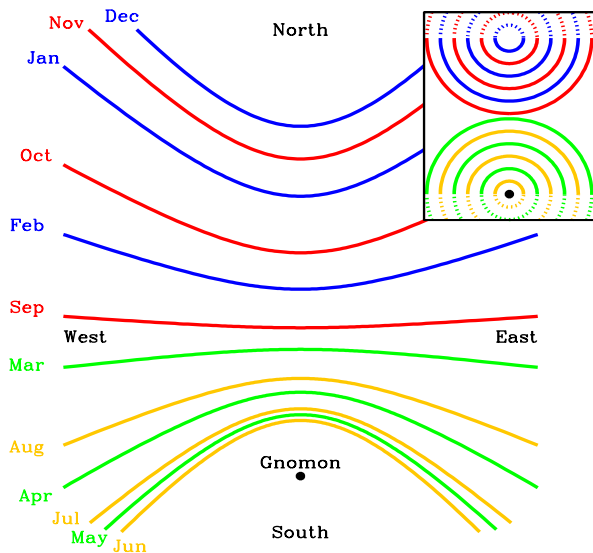 Dec
Nov
North
Jan
Oct
Feb
Sep
West
East
Mar
Aug
Gnomon
Apr
Jul
South
May
Jun